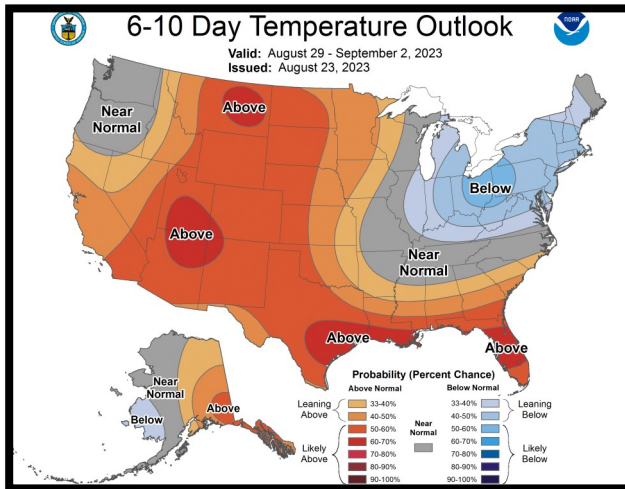 6-10 Day Temperature Outlook
NOAA
Valid: August 29 - September 2, 2023
Issued: August 23, 2023
Near
Normal
Above
Below
Above
Near
Normal
Above
Above
Near
Normal
Below
Above
Probability (Percent Chance)
Above Normal
Below Normal
Leaning
Above
33-40%
40-50%
Likely
Above
50-60%
60-70%
70-80%
80-90%
90-100%
Near
Normal
33-40%
40-50%
Leaning
Below
50-60%
60-70%
70-80%
80-90%
90-100%
Likely
Below